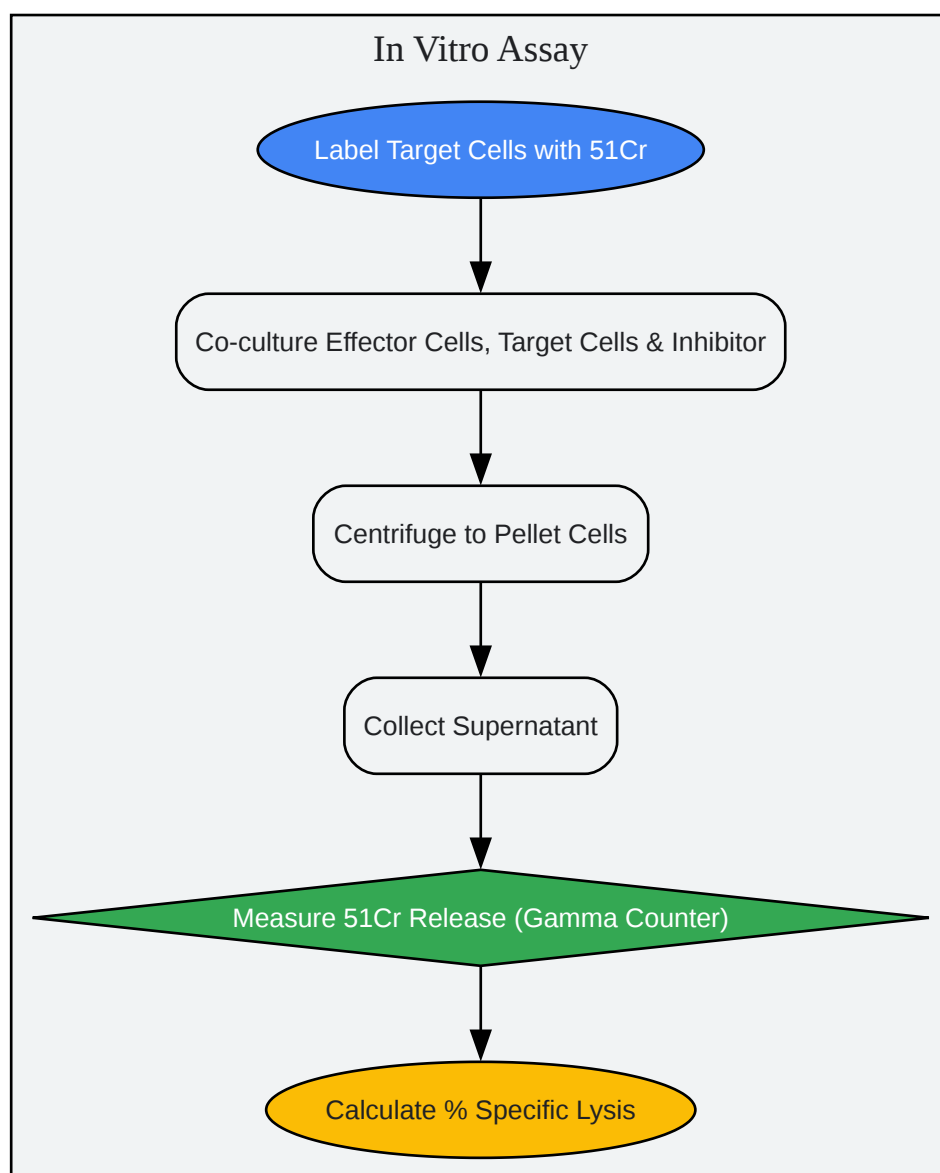 In Vitro Assay
Label Target Cells with 51Cr
Co-culture Effector Cells, Target Cells & Inhibitor
Centrifuge to Pellet Cells
Collect Supernatant
Measure 51Cr Release (Gamma Counter)
Calculate % Specific Lysis